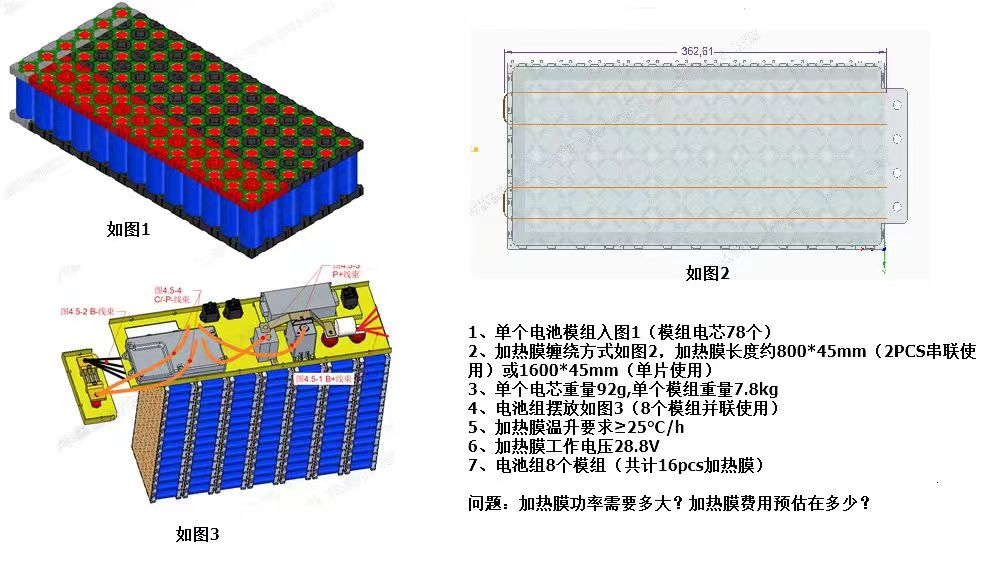 362,61
如图1
如图2
图4.5-3
P+线束
图4.5-4
C/-P-线束
图4.5-2 B-线束
图4.5-1 B+线束
如图3
1、单个电池模组入图1（模组电芯78个）
2、加热膜缠绕方式如图2，加热膜长度约800*45mm（2PCS串联使
用）或1600*45mm（单片使用）
3、单个电芯重量92g,单个模组重量7.8kg
4、电池组摆放如图3（8个模组并联使用）
5、加热膜温升要求≥25℃/h
6、加热膜工作电压28.8V
7、电池组8个模组（共计16pcs加热膜）
问题：加热膜功率需要多大？加热膜费用预估在多少？